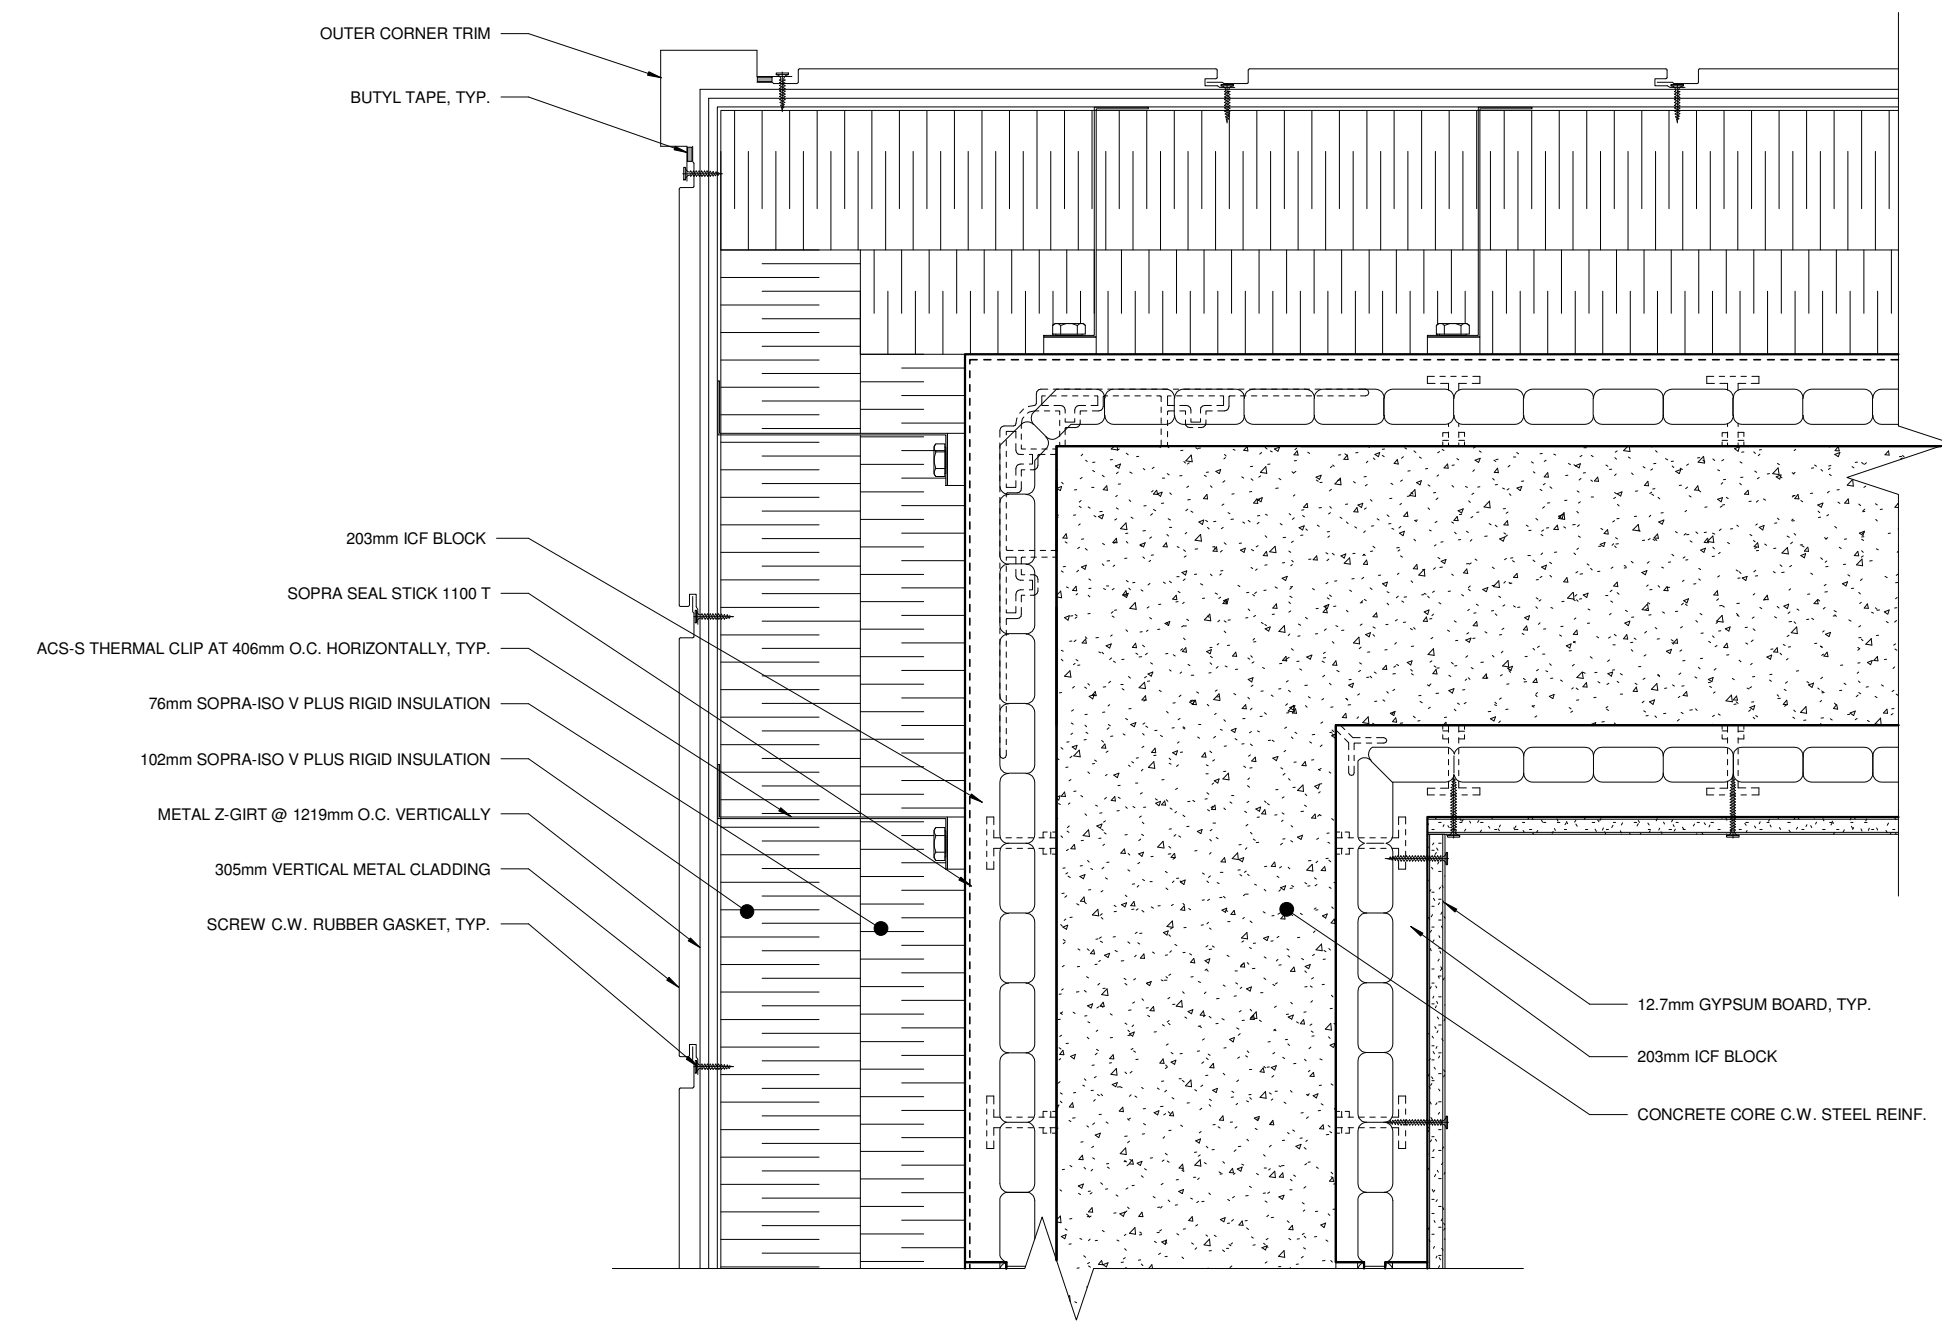 OUTER CORNER TRIM
BUTYL TAPE, TYP.
203mm ICF BLOCK
SOPRA SEAL STICK 1100 T
ACS-S THERMAL CLIP AT 406mm O.C. HORIZONTALLY, TYP.
76mm SOPRA-ISO V PLUS RIGID INSULATION
102mm SOPRA-ISO V PLUS RIGID INSULATION
METAL Z-GIRT @ 1219mm O.C. VERTICALLY
305mm VERTICAL METAL CLADDING
SCREW C.W. RUBBER GASKET, TYP.
12.7mm GYPSUM BOARD, TYP.
203mm ICF BLOCK
CONCRETE CORE C.W. STEEL REINF.